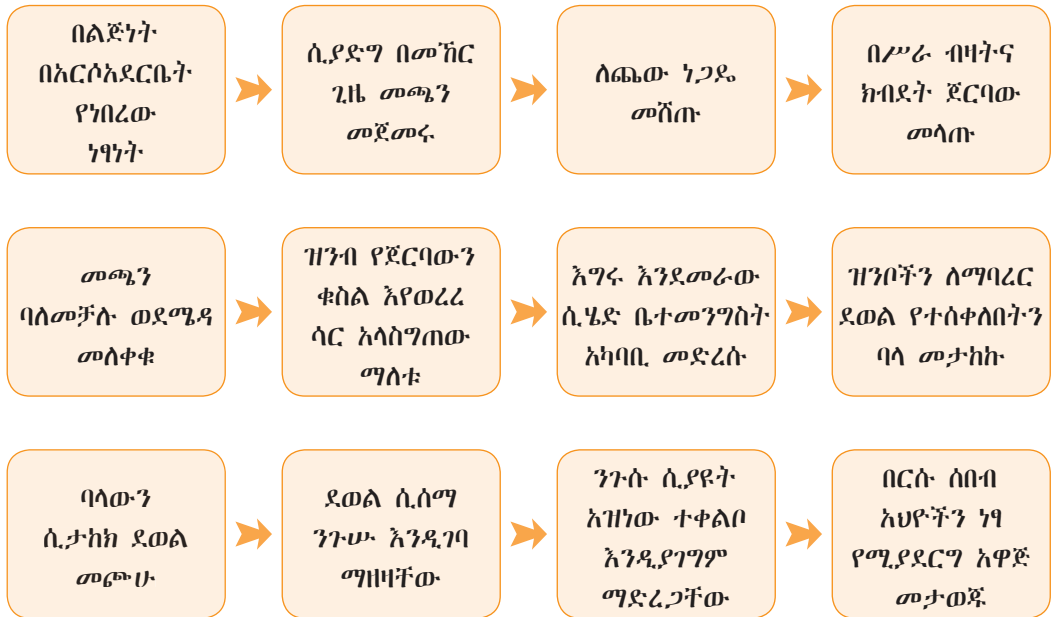 በልጅነት
በአርሶአደርቤት
የነበረው
ነፃነት
ሲያድግ በመኸር
ጊዜ መጫን
መጀመሩ
ለጨው ነጋዴ
መሸጡ
በሥራ ብዛትና
ክብደት ጀርባው
መላጡ
መጫን
ባለመቻሉ ወደሜዳ
መለቀቁ
ዝንብ የጀርባውን
ቁስል እየወረረ
ሳር አላስግጠው
ማለቱ
እግሩ እንደመራው
ሲሄድ ቤተመንግስት
አካባቢ መድረሱ
ዝንቦችን ለማባረር
ደወል የተሰቀለበትን
ባላ መታከኩ
ባላውን
ሲታከክ ደወል
መጮሁ
ደወል ሲሰማ
ንጉሡ እንዲገባ
ማዘዛቸው
ንጉሱ ሲያዩት
አዝነው ተቀልቦ
እንዲያገግም
ማድረጋቸው
በርሱ ሰበብ
አህዮችን ነፃ
የሚያደርግ አዋጅ
መታወጁ